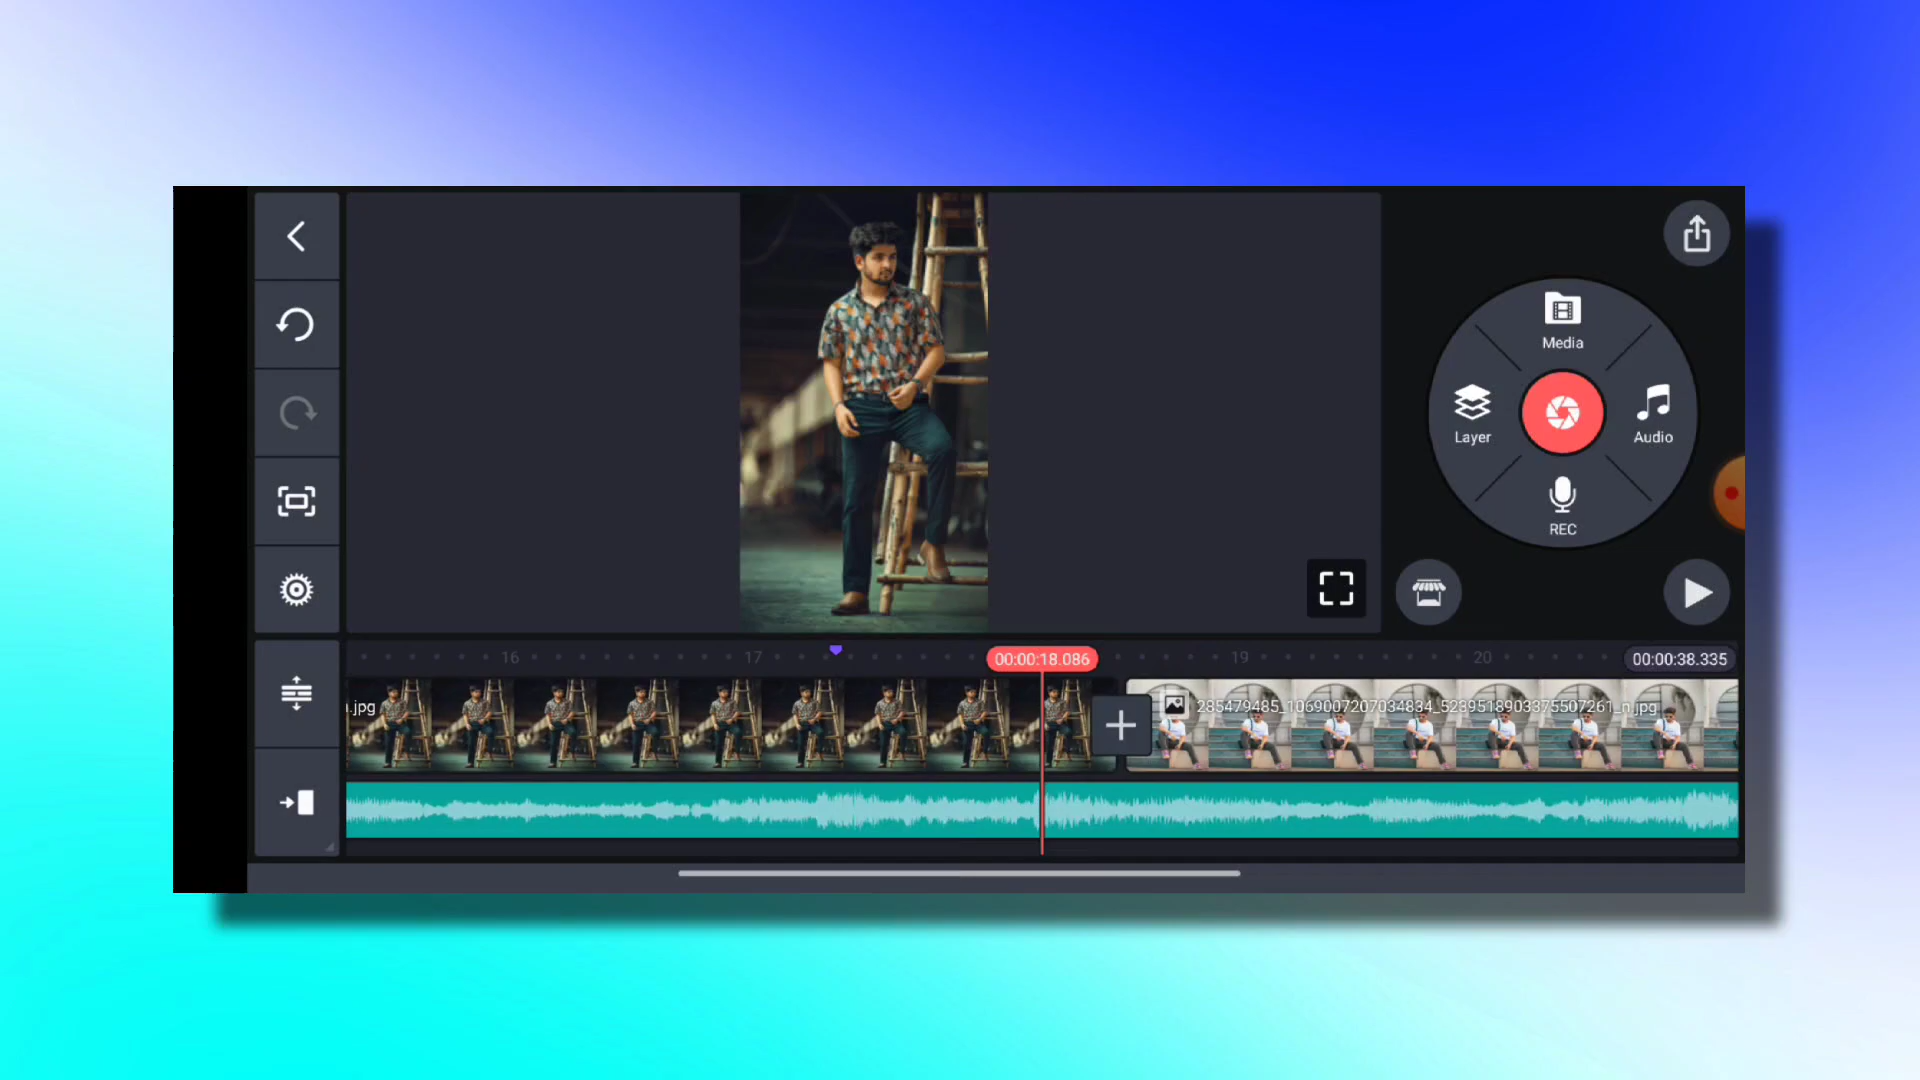 Media
Layer
Audio
REC
16
17
00:00:18.086
19
20
00:00:38.335
.jpg
285479485_1069007207034834_5239518903375507261_n.jpg